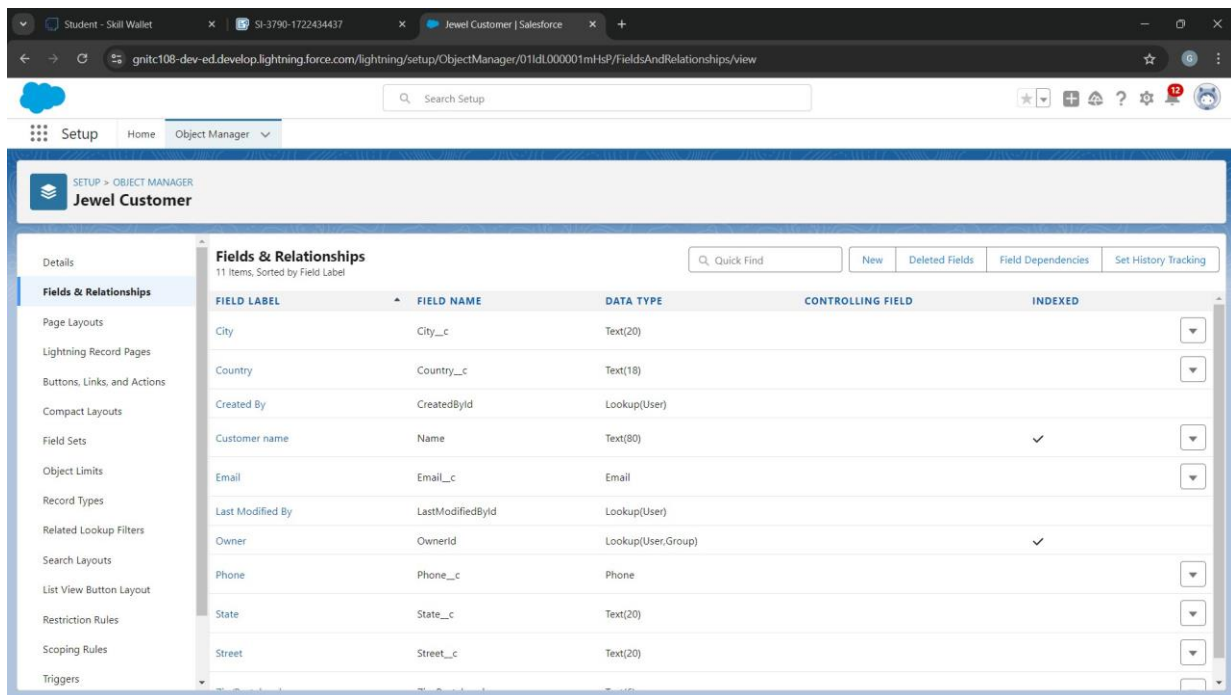 Student - Skill Wallet
SI-3790-1722434437
Jewel Customer | Salesforce
gnitc108-dev-ed.develop.lightning.force.com/lightning/setup/ObjectManager/01IdL000001mHsP/FieldsAndRelationships/view
G
Search Setup
12
Setup Home Object Manager
SETUP > OBJECT MANAGER
Jewel Customer
Details
Fields & Relationships
Page Layouts
Lightning Record Pages
Buttons, Links, and Actions
Compact Layouts
Field Sets
Object Limits
Record Types
Related Lookup Filters
Search Layouts
List View Button Layout
Restriction Rules
Scoping Rules
Triggers
Fields & Relationships
11 Items, Sorted by Field Label
Quick Find New Deleted Fields Field Dependencies Set History Tracking
FIELD LABEL FIELD NAME DATA TYPE CONTROLLING FIELD INDEXED
City City__c Text(20)
Country Country__c Text(18)
Created By CreatedById Lookup(User)
Customer name Name Text(80)
Email Email__c Email
Last Modified By LastModifiedById Lookup(User)
Owner OwnerId Lookup(User,Group)
Phone Phone__c Phone
State State__c Text(20)
Street Street__c Text(20)